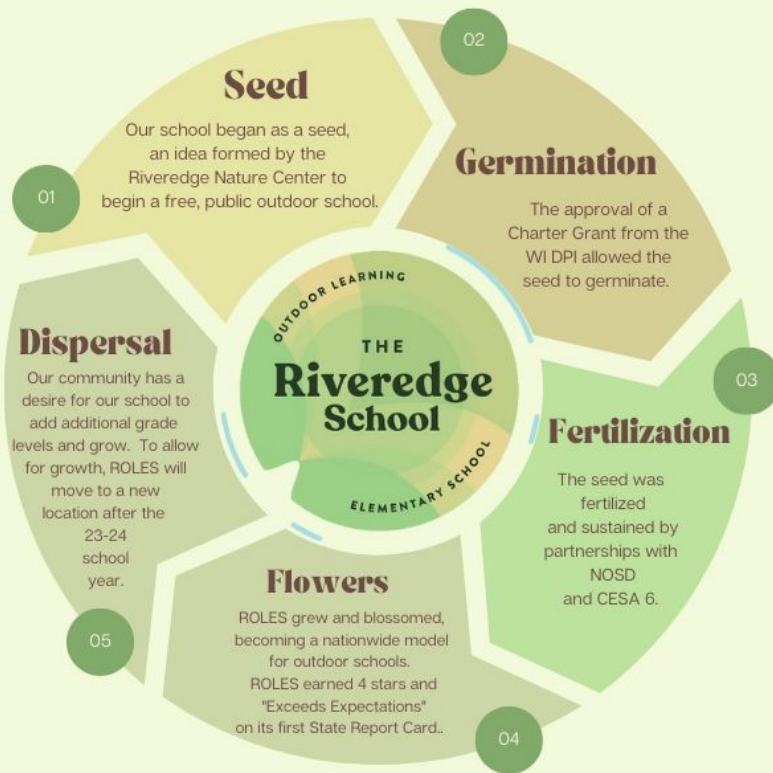 01
Seed
Our school began as a seed,
an idea formed by the
Riveredge Nature Center to
begin a free, public outdoor school.
02
Germination
The approval of a
Charter Grant from the
WI DPI allowed the
seed to germinate.
03
Fertilization
The seed was
fertilized
and sustained by
partnerships with
NOSD
and CESA 6.
04
Flowers
ROLES grew and blossomed,
becoming a nationwide model
for outdoor schools.
ROLES earned 4 stars and
"Exceeds Expectations"
on its first State Report Card..
05
Dispersal
Our community has a
desire for our school to
add additional grade
levels and grow. To allow
for growth, ROLES will
move to a new
location after the
23-24
school
year.
OUTDOOR LEARNING
THE
Riveredge
School
ELEMENTARY SCHOOL